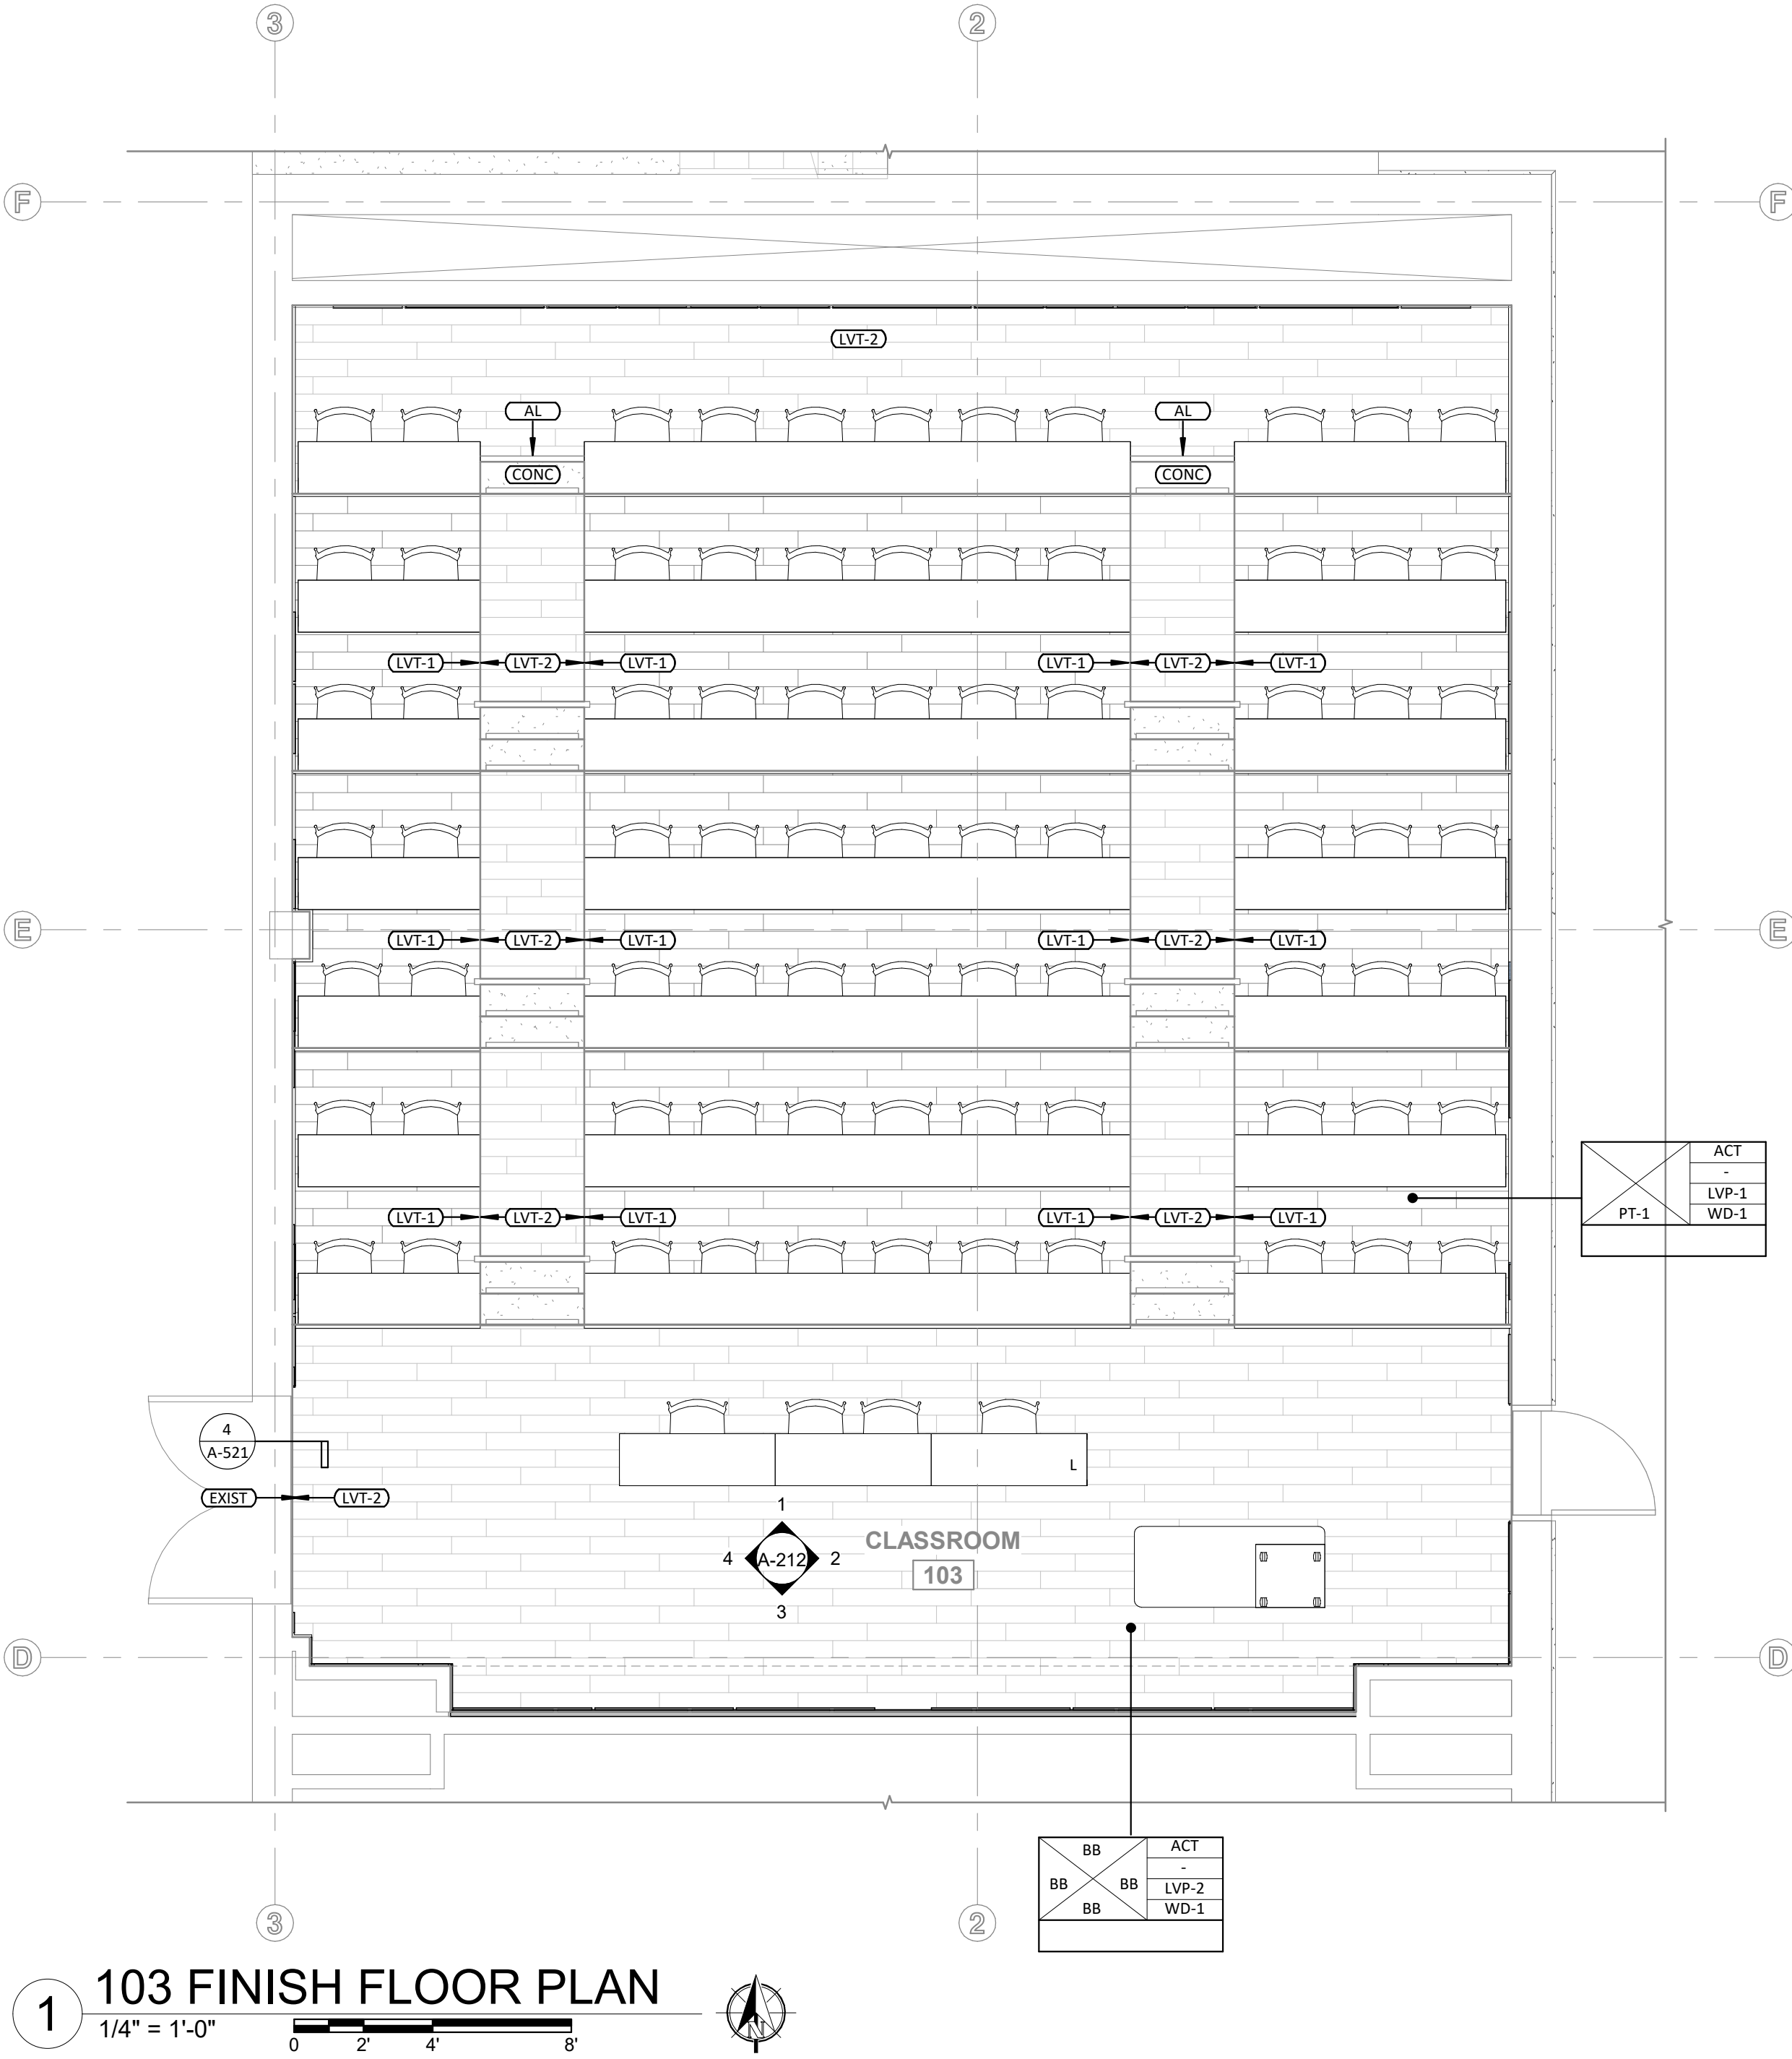 3
2
F
F
LVT-2
AL
AL
CONC
CONC
LVT-1
LVT-2
LVT-1
LVT-1
LVT-2
LVT-1
E
E
LVT-1
LVT-2
LVT-1
LVT-1
LVT-2
LVT-1
ACT
-
LVP-1
PT-1
WD-1
LVT-1
LVT-2
LVT-1
LVT-1
LVT-2
LVT-1
4
A-521
L
EXIST
LVT-2
1
4
A-212
2
3
CLASSROOM
103
D
D
BB
BB
BB
BB
ACT
-
LVP-2
WD-1
3
2
1
103 FINISH FLOOR PLAN
1/4" = 1'-0"
0
2'
4'
8'
N